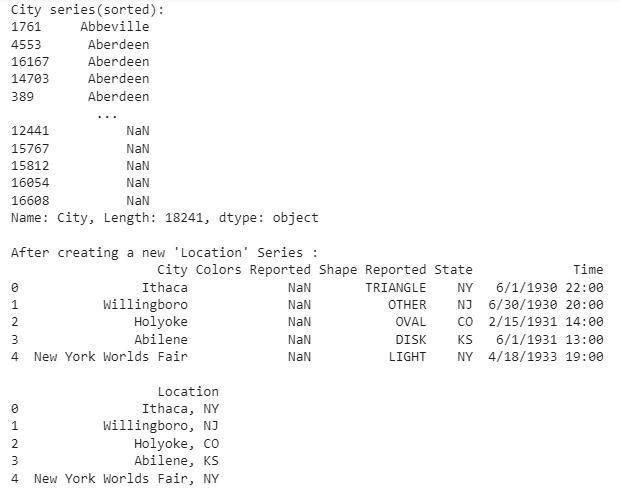 City series(sorted):
1761     Abbeville
4553      Aberdeen
16167     Aberdeen
14703     Aberdeen
389       Aberdeen
           ...
12441          NaN
15767          NaN
15812          NaN
16054          NaN
16608          NaN
Name: City, Length: 18241, dtype: object

After creating a new 'Location' Series :
                   City Colors Reported Shape Reported State             Time
0                Ithaca             NaN       TRIANGLE    NY   6/1/1930 22:00
1           Willingboro             NaN          OTHER    NJ  6/30/1930 20:00
2               Holyoke             NaN           OVAL    CO  2/15/1931 14:00
3               Abilene             NaN           DISK    KS   6/1/1931 13:00
4  New York Worlds Fair             NaN          LIGHT    NY  4/18/1933 19:00

                   Location
0                Ithaca, NY
1           Willingboro, NJ
2               Holyoke, CO
3               Abilene, KS
4  New York Worlds Fair, NY